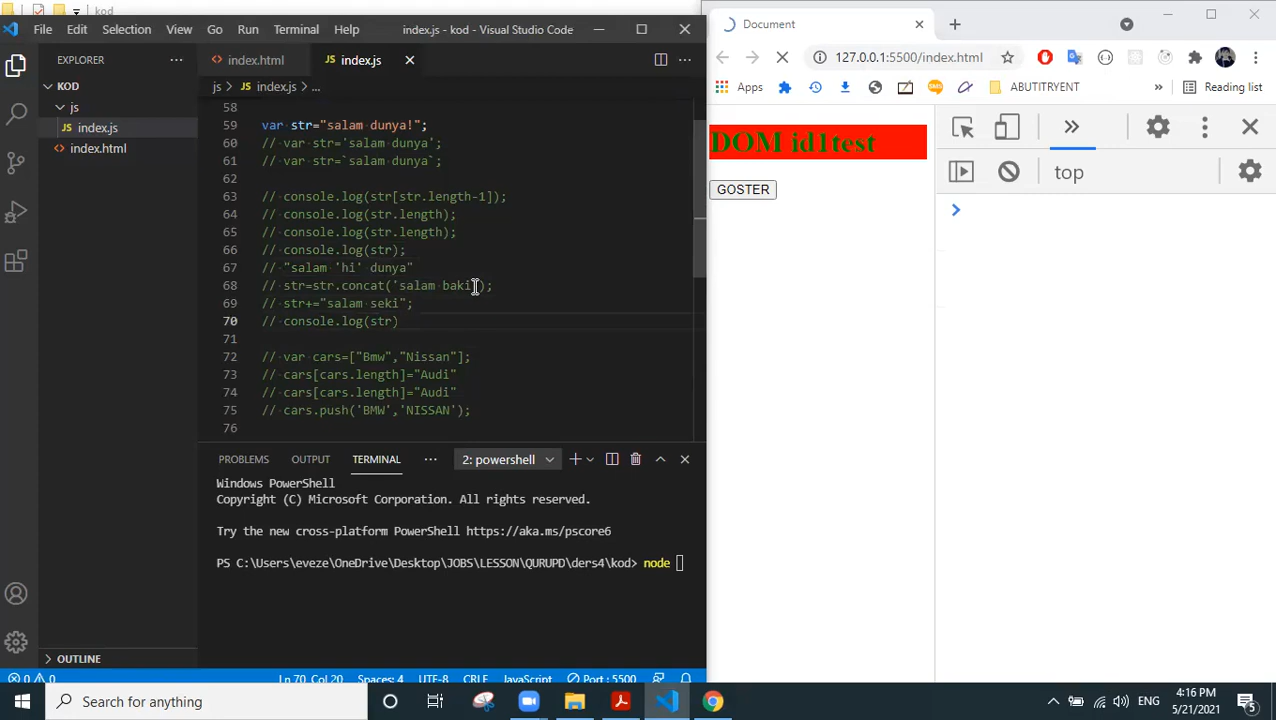 kod
File Edit Selection View Go Run Terminal index.js - kod - Visual Studio Code
EXPLORER
index.html index.js
KOD
js > index.js > ...
js
index.js
index.html
58
59 var str="salam dunya!";
60 // var str='salam dunya';
61 // var str=`salam dunya`;
62
63 // console.log(str[str.length-1]);
64 // console.log(str.length);
65 // console.log(str.length);
66 // console.log(str);
67 // "salam 'hi' dunya"
68 // str=str.concat('salam baki');
69 // str+="salam seki";
70 // console.log(str)
71
72 // var cars=["Bmw","Nissan"];
73 // cars[cars.length]="Audi"
74 // cars[cars.length]="Audi"
75 // cars.push('BMW','NISSAN');
76
PROBLEMS OUTPUT TERMINAL 2: powershell
Windows PowerShell
Copyright (C) Microsoft Corporation. All rights reserved.
Try the new cross-platform PowerShell https://aka.ms/pscore6
PS C:\Users\eveze\OneDrive\Desktop\JOBS\LESSON\QURUPD\ders4\kod> node
OUTLINE
0 0 Ln 70, Col 20 Spaces: 4 UTF-8 CRLF JavaScript Port : 5500
Document
127.0.0.1:5500/index.html
Apps ABUTITRYENT Reading list
DOM id1test
GOSTER
top
Search for anything
ENG
4:16 PM
5/21/2021
5